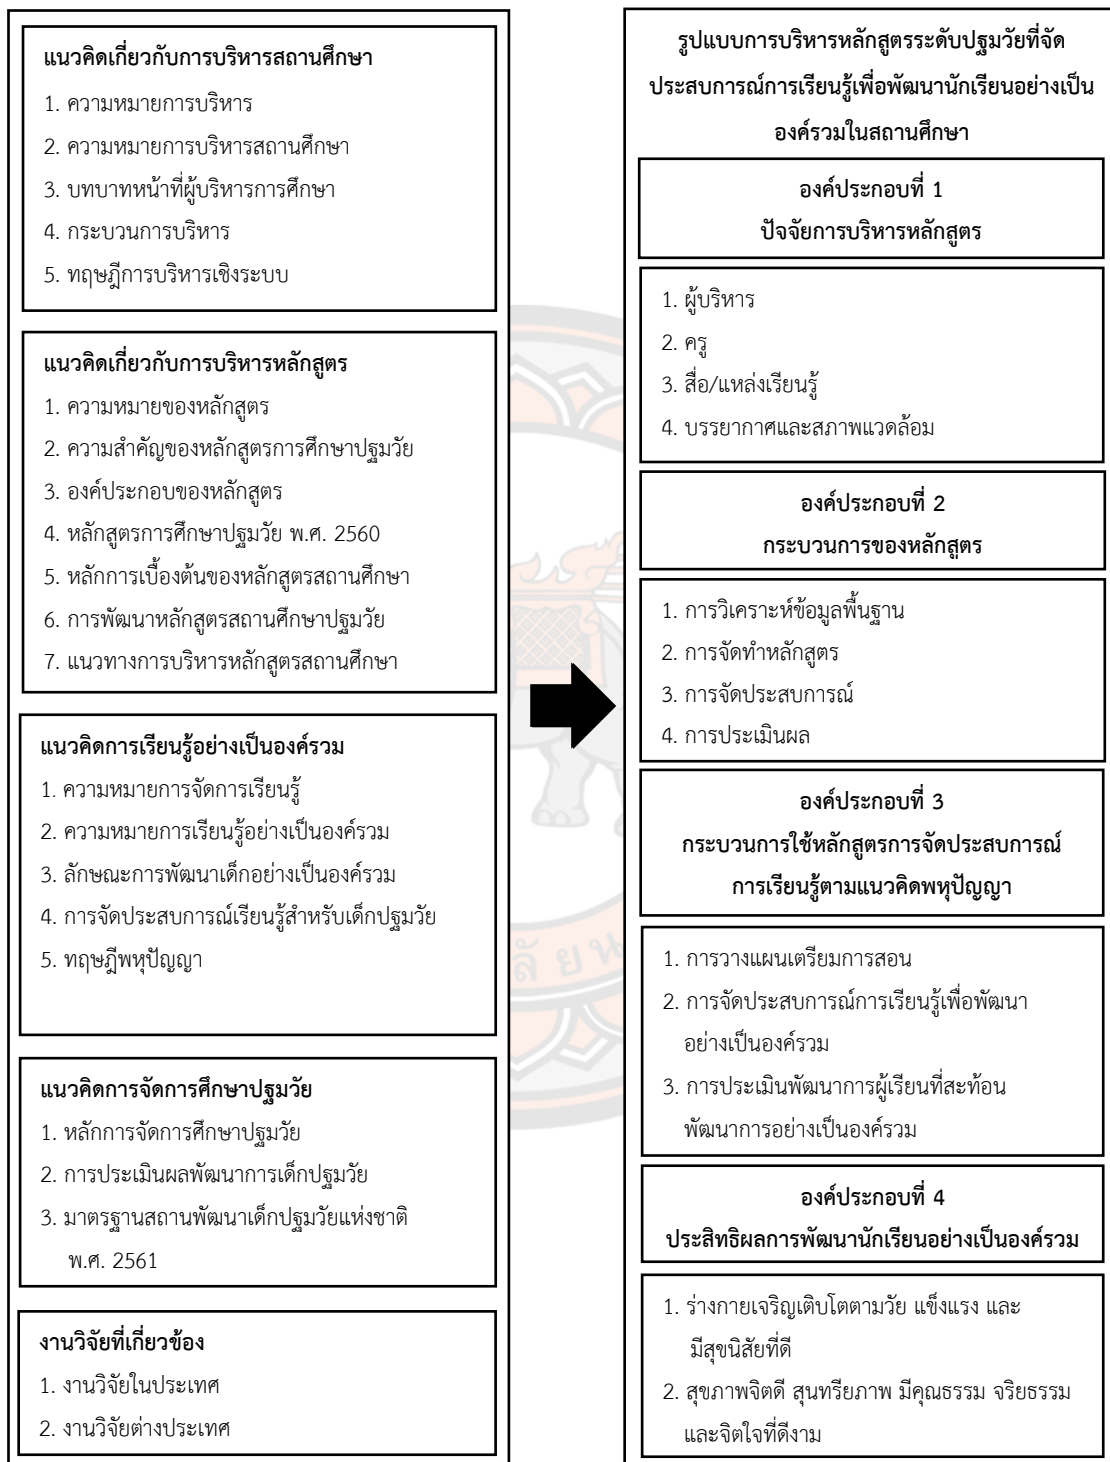 แนวคิดเกี่ยวกับการบริหารสถานศึกษา
1. ความหมายการบริหาร
2. ความหมายการบริหารสถานศึกษา
3. บทบาทหน้าที่ผู้บริหารการศึกษา
4. กระบวนการบริหาร
5. ทฤษฎีการบริหารเชิงระบบ
แนวคิดเกี่ยวกับการบริหารหลักสูตร
1. ความหมายของหลักสูตร
2. ความสำคัญของหลักสูตรการศึกษาปฐมวัย
3. องค์ประกอบของหลักสูตร
4. หลักสูตรการศึกษาปฐมวัย พ.ศ. 2560
5. หลักการเบื้องต้นของหลักสูตรสถานศึกษา
6. การพัฒนาหลักสูตรสถานศึกษาปฐมวัย
7. แนวทางการบริหารหลักสูตรสถานศึกษา
แนวคิดการเรียนรู้อย่างเป็นองค์รวม
1. ความหมายการจัดการเรียนรู้
2. ความหมายการเรียนรู้อย่างเป็นองค์รวม
3. ลักษณะการพัฒนาเด็กอย่างเป็นองค์รวม
4. การจัดประสบการณ์เรียนรู้สำหรับเด็กปฐมวัย
5. ทฤษฎีพหุปัญญา
แนวคิดการจัดการศึกษาปฐมวัย
1. หลักการจัดการศึกษาปฐมวัย
2. การประเมินผลพัฒนาการเด็กปฐมวัย
3. มาตรฐานสถานพัฒนาเด็กปฐมวัยแห่งชาติ
พ.ศ. 2561
งานวิจัยที่เกี่ยวข้อง
1. งานวิจัยในประเทศ
2. งานวิจัยต่างประเทศ
รูปแบบการบริหารหลักสูตรระดับปฐมวัยที่จัด
ประสบการณ์การเรียนรู้เพื่อพัฒนานักเรียนอย่างเป็น
องค์รวมในสถานศึกษา
องค์ประกอบที่ 1
ปัจจัยการบริหารหลักสูตร
1. ผู้บริหาร
2. ครู
3. สื่อ/แหล่งเรียนรู้
4. บรรยากาศและสภาพแวดล้อม
องค์ประกอบที่ 2
กระบวนการของหลักสูตร
1. การวิเคราะห์ข้อมูลพื้นฐาน
2. การจัดทำหลักสูตร
3. การจัดประสบการณ์
4. การประเมินผล
องค์ประกอบที่ 3
กระบวนการใช้หลักสูตรการจัดประสบการณ์
การเรียนรู้ตามแนวคิดพหุปัญญา
1. การวางแผนเตรียมการสอน
2. การจัดประสบการณ์การเรียนรู้เพื่อพัฒนา
อย่างเป็นองค์รวม
3. การประเมินพัฒนาการผู้เรียนที่สะท้อน
พัฒนาการอย่างเป็นองค์รวม
องค์ประกอบที่ 4
ประสิทธิผลการพัฒนานักเรียนอย่างเป็นองค์รวม
1. ร่างกายเจริญเติบโตตามวัย แข็งแรง และ
มีสุขนิสัยที่ดี
2. สุขภาพจิตดี สุนทรียภาพ มีคุณธรรม จริยธรรม
และจิตใจที่ดีงาม